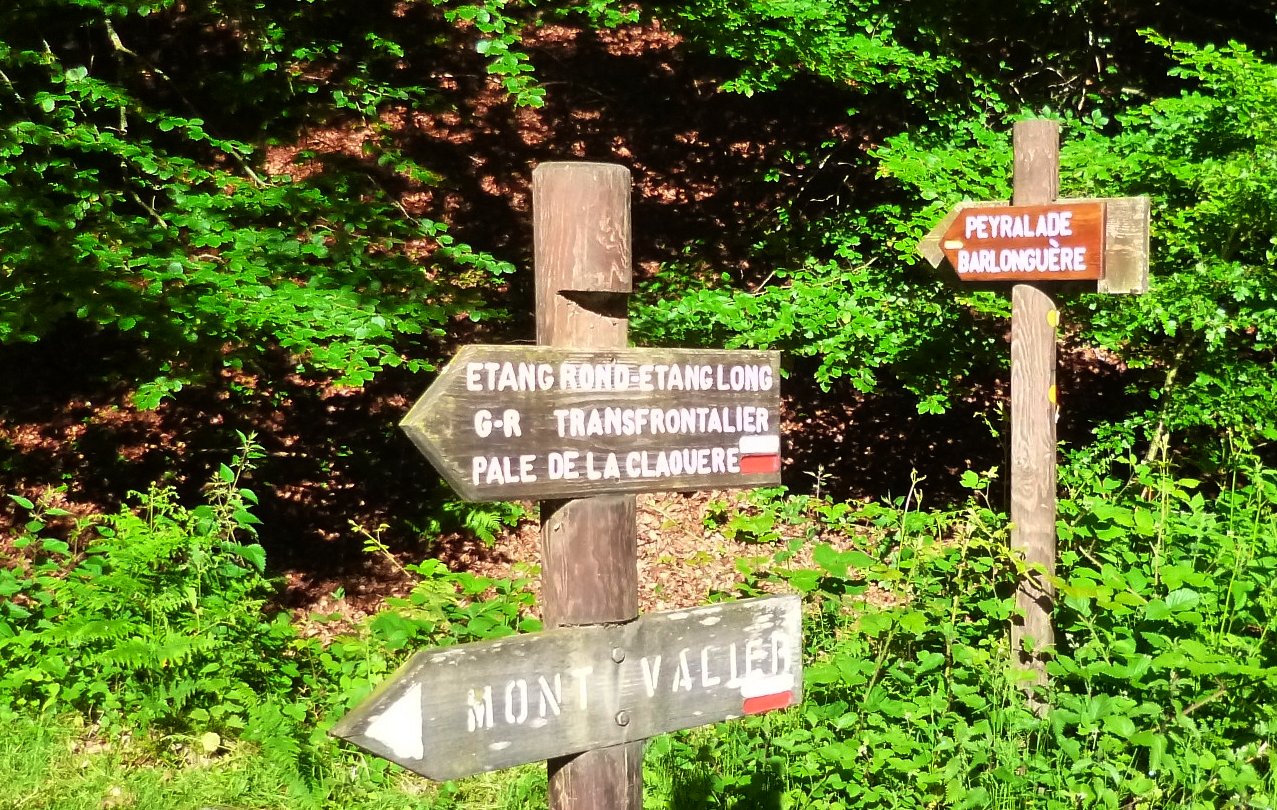 PEYRALADE
BARLONGUÈRE
ETANG ROND-ETANG LONG
G-R TRANSFRONTALIER
PALE DE LA CLAOUERE
MONT VALIER